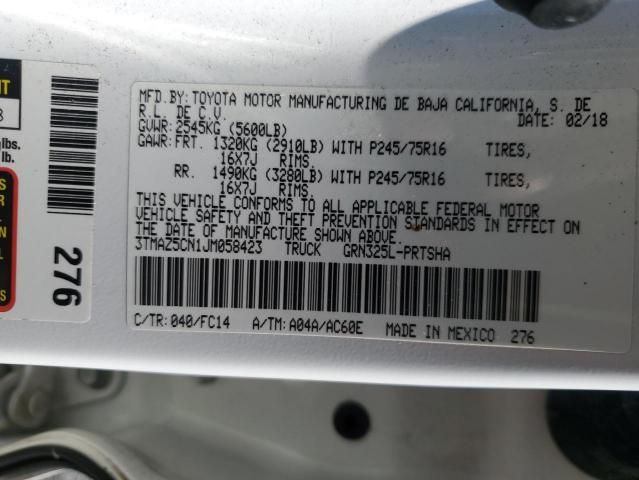 MFD.BY: TOYOTA MOTOR MANUFACTURING DE BAJA CALIFORNIA, S. DE
R.L. DE C.V. DATE: 02/18
GVWR: 2545KG (5600LB)
GAWR: FRT. 1320KG (2910LB) WITH P245/75R16 TIRES,
16X7J RIMS.
RR. 1490KG (3280LB) WITH P245/75R16 TIRES,
16X7J RIMS.
THIS VEHICLE CONFORMS TO ALL APPLICABLE FEDERAL MOTOR
VEHICLE SAFETY AND THEFT PREVENTION STANDARDS IN EFFECT ON
THE DATE OF MANUFACTURE SHOWN ABOVE.
3TMAZ5CN1JM058423 TRUCK GRN325L-PRTSHA
C/TR: 040/FC14 A/TM: A04A/AC60E MADE IN MEXICO 276
276
lbs.
lb.